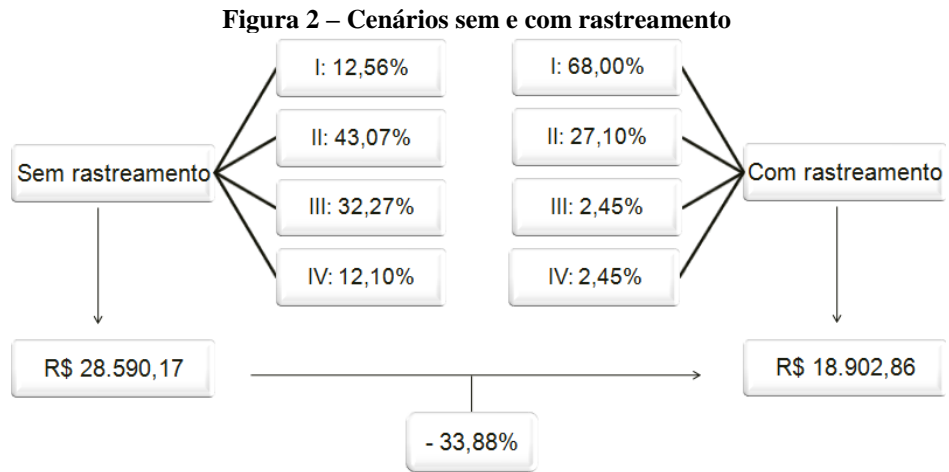 Figura 2 – Cenários sem e com rastreamento
I: 12,56%
I: 68,00%
II: 43,07%
II: 27,10%
Sem rastreamento
Com rastreamento
III: 32,27%
III: 2,45%
IV: 12,10%
IV: 2,45%
R$ 28.590,17
R$ 18.902,86
- 33,88%